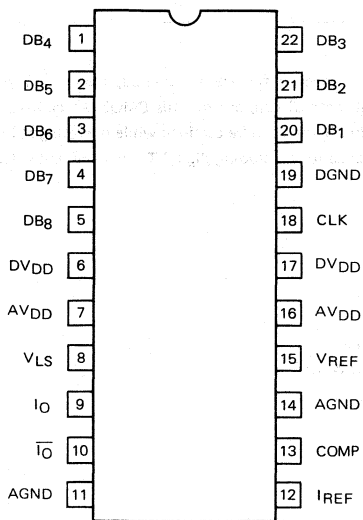 DB4 1 22 DB3
DB5 2 21 DB2
DB6 3 20 DB1
DB7 4 19 DGND
DB8 5 18 CLK
DVDD 6 17 DVDD
AVDD 7 16 AVDD
VLS 8 15 VREF
IO 9 14 AGND
I̅O̅ 10 13 COMP
AGND 11 12 IREF